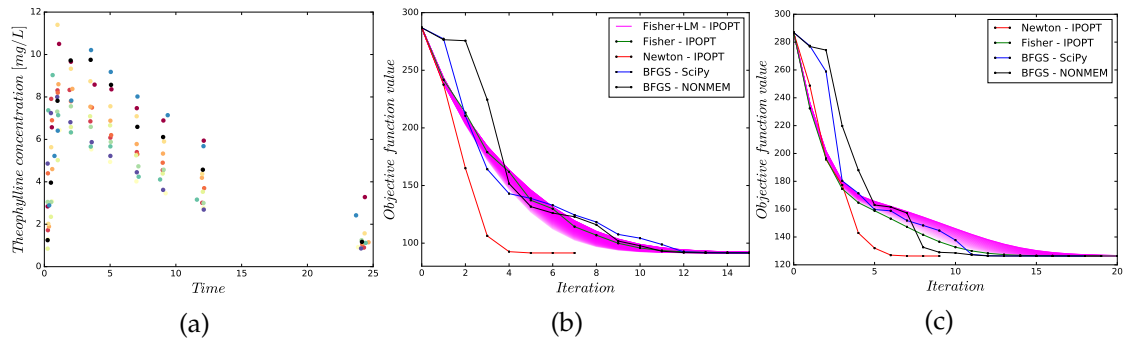 Theophylline concentration [mg/L]
12
10
8
6
4
2
0
0 5 10 15 20 25
Time
(a)
Objective function value
300
250
200
150
100
Fisher+LM - IPOPT
Fisher - IPOPT
Newton - IPOPT
BFGS - SciPy
BFGS - NONMEM
0 2 4 6 8 10 12 14
Iteration
(b)
Objective function value
300
280
260
240
220
200
180
160
140
120
Newton - IPOPT
Fisher - IPOPT
BFGS - SciPy
BFGS - NONMEM
0 5 10 15 20
Iteration
(c)